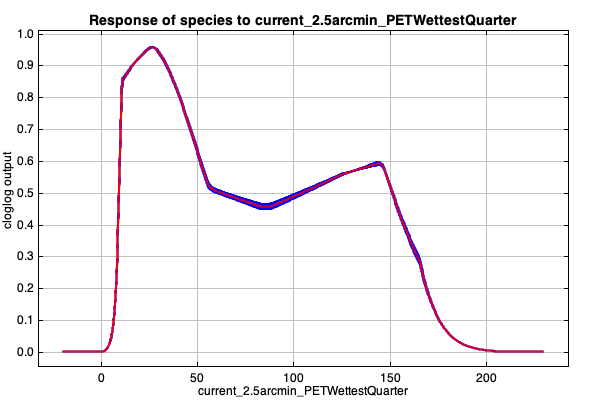 Response of species to current_2.5arcmin_PETWettestQuarter
1.0
0.9
0.8
0.7
0.6
0.5
0.4
0.3
0.2
0.1
0.0
cloglog output
0 50 100 150 200
current_2.5arcmin_PETWettestQuarter